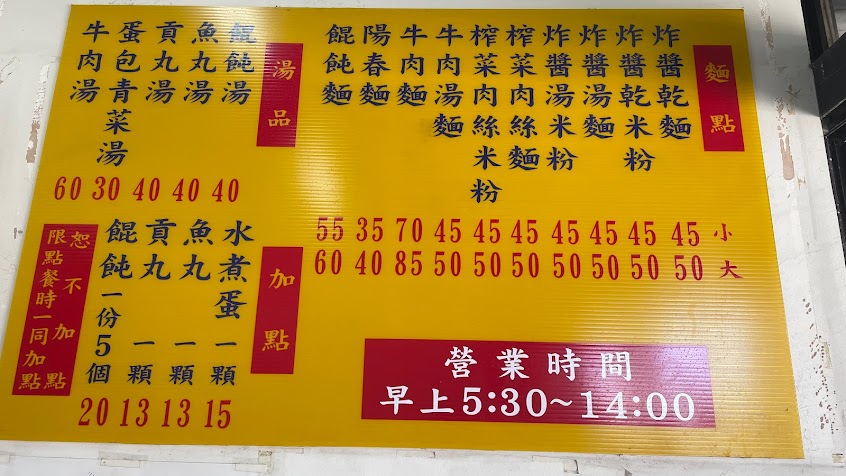 麵點
炸醬乾麵
炸醬乾米粉
炸醬湯麵
炸醬湯米粉
榨菜肉絲麵
榨菜肉絲米粉
牛肉湯麵
牛肉麵
陽春麵
餛飩麵
55 35 70 45 45 45 45 45 45 45 小
60 40 85 50 50 50 50 50 50 50 大
湯品
餛飩湯
魚丸湯
貢丸湯
蛋包青菜湯
牛肉湯
60 30 40 40 40
加點
水煮蛋一顆
魚丸一顆
貢丸一顆
餛飩一份5個
20 13 13 15
恕不加點
限點餐時一同加點
營業時間
早上5:30~14:00